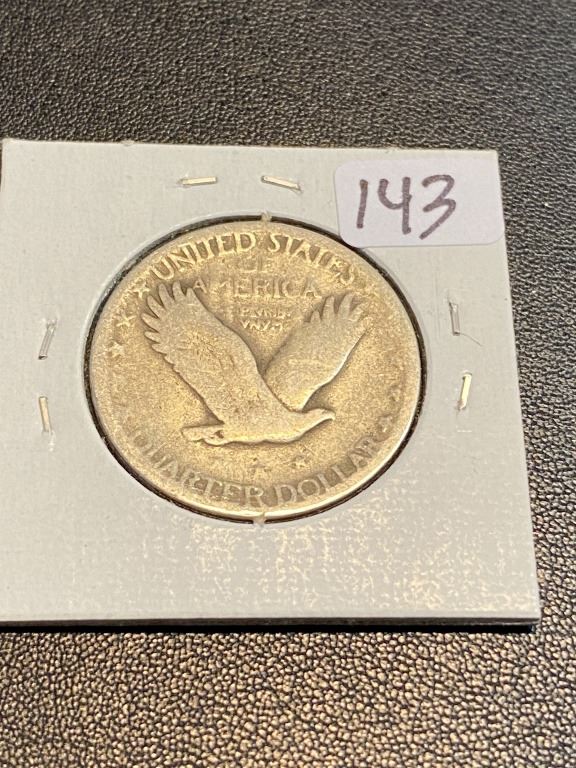 143
UNITED STATES
OF
AMERICA
E PLURIBUS
UNUM
QUARTER DOLLAR